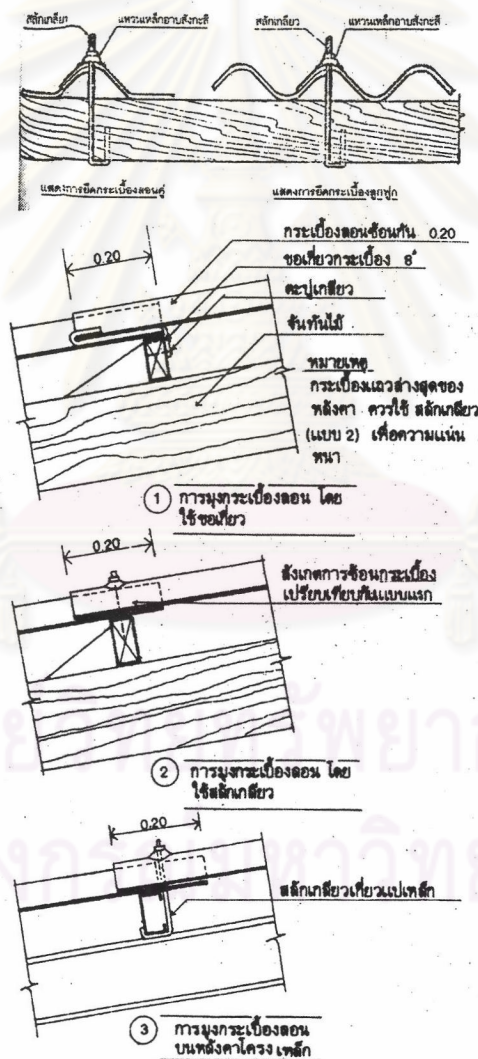 สลักเกลียว แหวนเหล็กอาบสังกะสี สลักเกลียว แหวนเหล็กอาบสังกะสี
แสดงการยึดกระเบื้องลอนคู่ แสดงการยึดกระเบื้องลูกฟูก
กระเบื้องลอนซ้อนกัน 0.20
0.20
ขอเกี่ยวกระเบื้อง 8"
ตะปูเกลียว
จันทันไม้
หมายเหตุ
กระเบื้องแถวล่างสุดของ
หลังคา ควรใช้ สลักเกลียว
(แบบ 2) เพื่อความแน่น
หนา
1 การมุงกระเบื้องลอน โดย
ใช้ขอเกี่ยว
0.20
สังเกตการซ้อนกระเบื้อง
เปรียบเทียบกับแบบแรก
2 การมุงกระเบื้องลอน โดย
ใช้สลักเกลียว
0.20
สลักเกลียวเกี่ยวแปเหล็ก
3 การมุงกระเบื้องลอน
บนหลังคาโครงเหล็ก